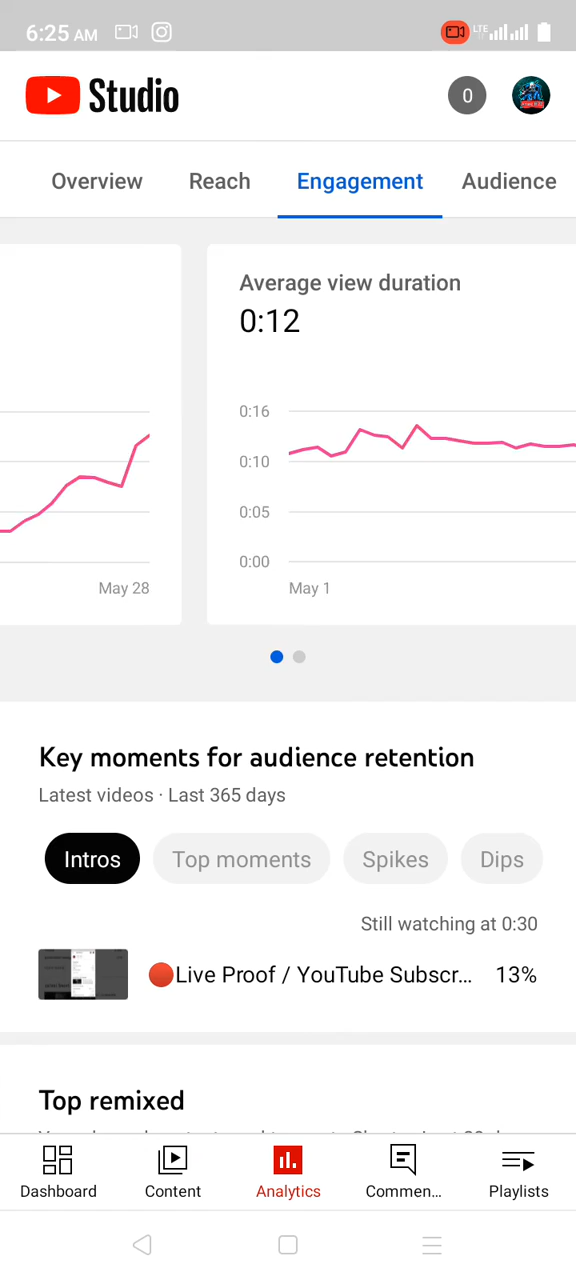 6:25 AM
LTE
Studio
0
Overview
Reach
Engagement
Audience
Average view duration
0:12
0:16
0:10
0:05
0:00
May 28
May 1
Key moments for audience retention
Latest videos · Last 365 days
Intros
Top moments
Spikes
Dips
Still watching at 0:30
🔴Live Proof / YouTube Subscr...
13%
Top remixed
Dashboard
Content
Analytics
Commen...
Playlists